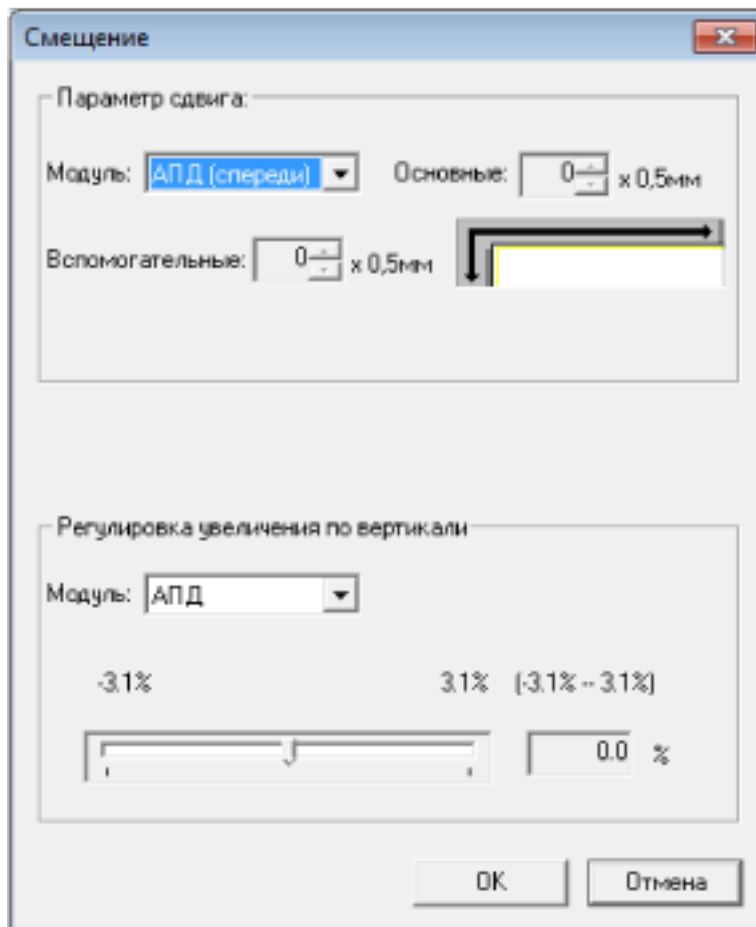 Смещение
Параметр сдвига:
Модуль: АПД (спереди) Основные: 0 x 0,5мм
Вспомогательные: 0 x 0,5мм
Регулировка увеличения по вертикали
Модуль: АПД
-3.1% 3.1% (-3.1% -- 3.1%)
0.0 %
OK Отмена